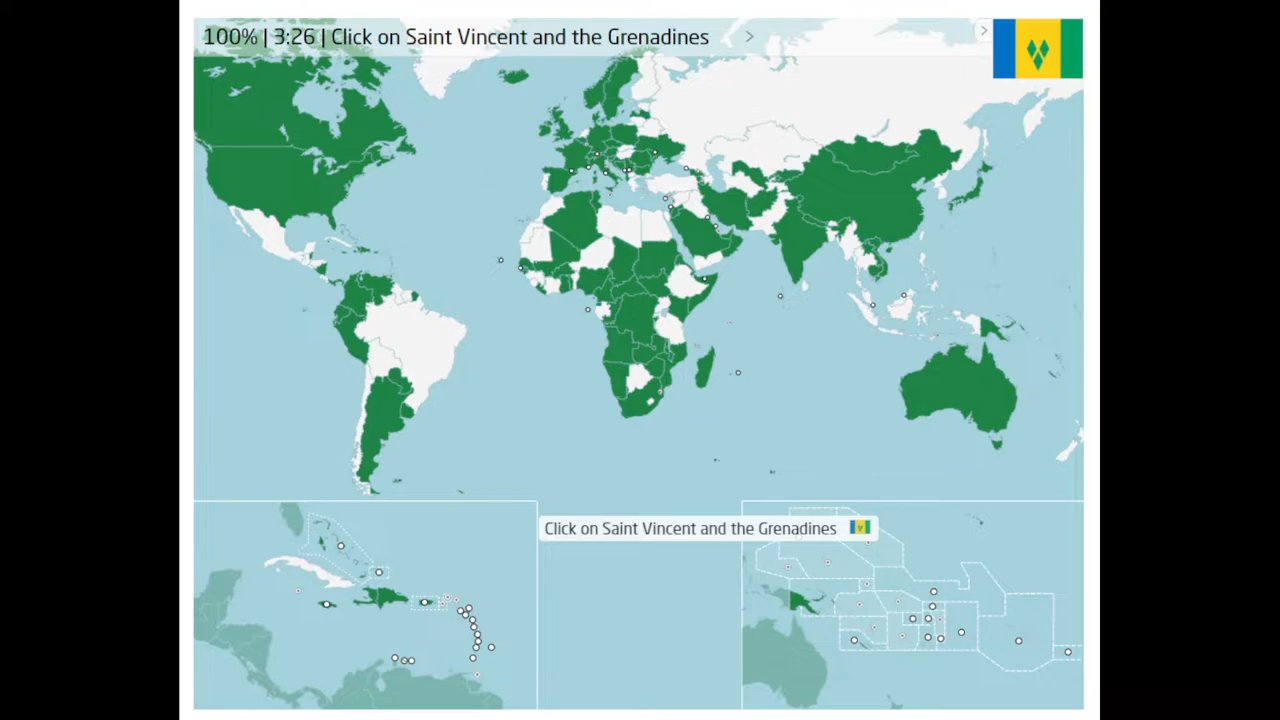 100% | 3:26 | Click on Saint Vincent and the Grenadines
Click on Saint Vincent and the Grenadines